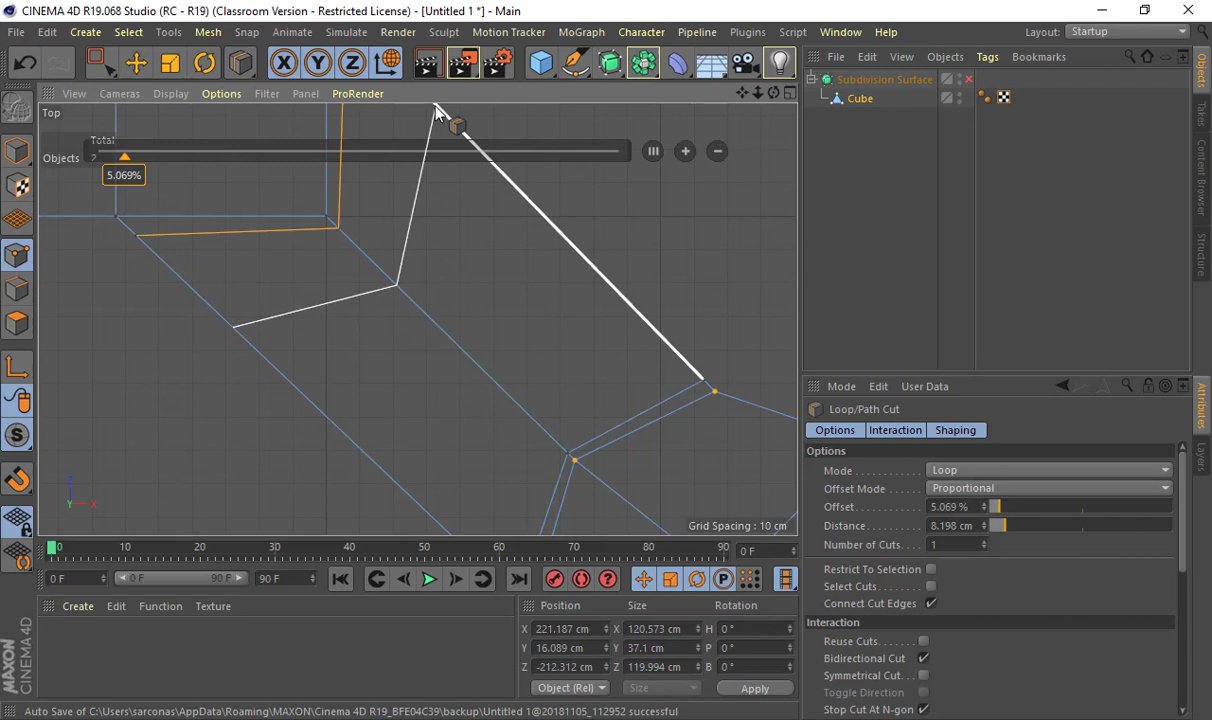 CINEMA 4D R19.068 Studio (RC - R19) (Classroom Version - Restricted License) - [Untitled 1 *] - Main
File Edit Create Select Tools Mesh Snap Animate Simulate Render Sculpt Motion Tracker MoGraph Character Pipeline Plugins Script Window Help Layout: Startup
X Y Z
File Edit View Objects Tags Bookmarks
View Cameras Display Options Filter Panel ProRender
Subdivision Surface
Cube
Top
Total
Objects 2
5.069%
Objects
Takes
Content Browser
Structure
Mode Edit User Data
Loop/Path Cut
Options Interaction Shaping
Options
Mode Loop
Offset Mode Proportional
Offset 5.069 %
Distance 8.198 cm
Number of Cuts 1
Restrict To Selection
Select Cuts
Connect Cut Edges
Interaction
Reuse Cuts
Bidirectional Cut
Symmetrical Cut
Toggle Direction
Stop Cut At N-gon
Attributes
Layers
S
Z
Y X
Grid Spacing : 10 cm
0 10 20 30 40 50 60 70 80 90 0 F
0 F 0 F 90 F 90 F
P
Create Edit Function Texture
Position Size Rotation
X 221.187 cm X 120.573 cm H 0 °
Y 16.089 cm Y 37.1 cm P 0 °
Z -212.312 cm Z 119.994 cm B 0 °
Object (Rel) Size Apply
MAXON
CINEMA 4D
Auto Save of C:\Users\sarconas\AppData\Roaming\MAXON\Cinema 4D R19_BFE04C39\backup\Untitled 1@20181105_112952 successful